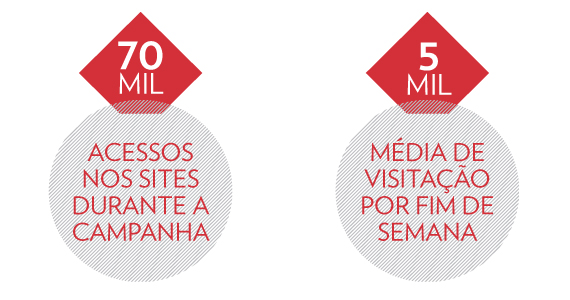 70
MIL
ACESSOS
NOS SITES
DURANTE A
CAMPANHA
5
MIL
MÉDIA DE
VISITAÇÃO
POR FIM DE
SEMANA